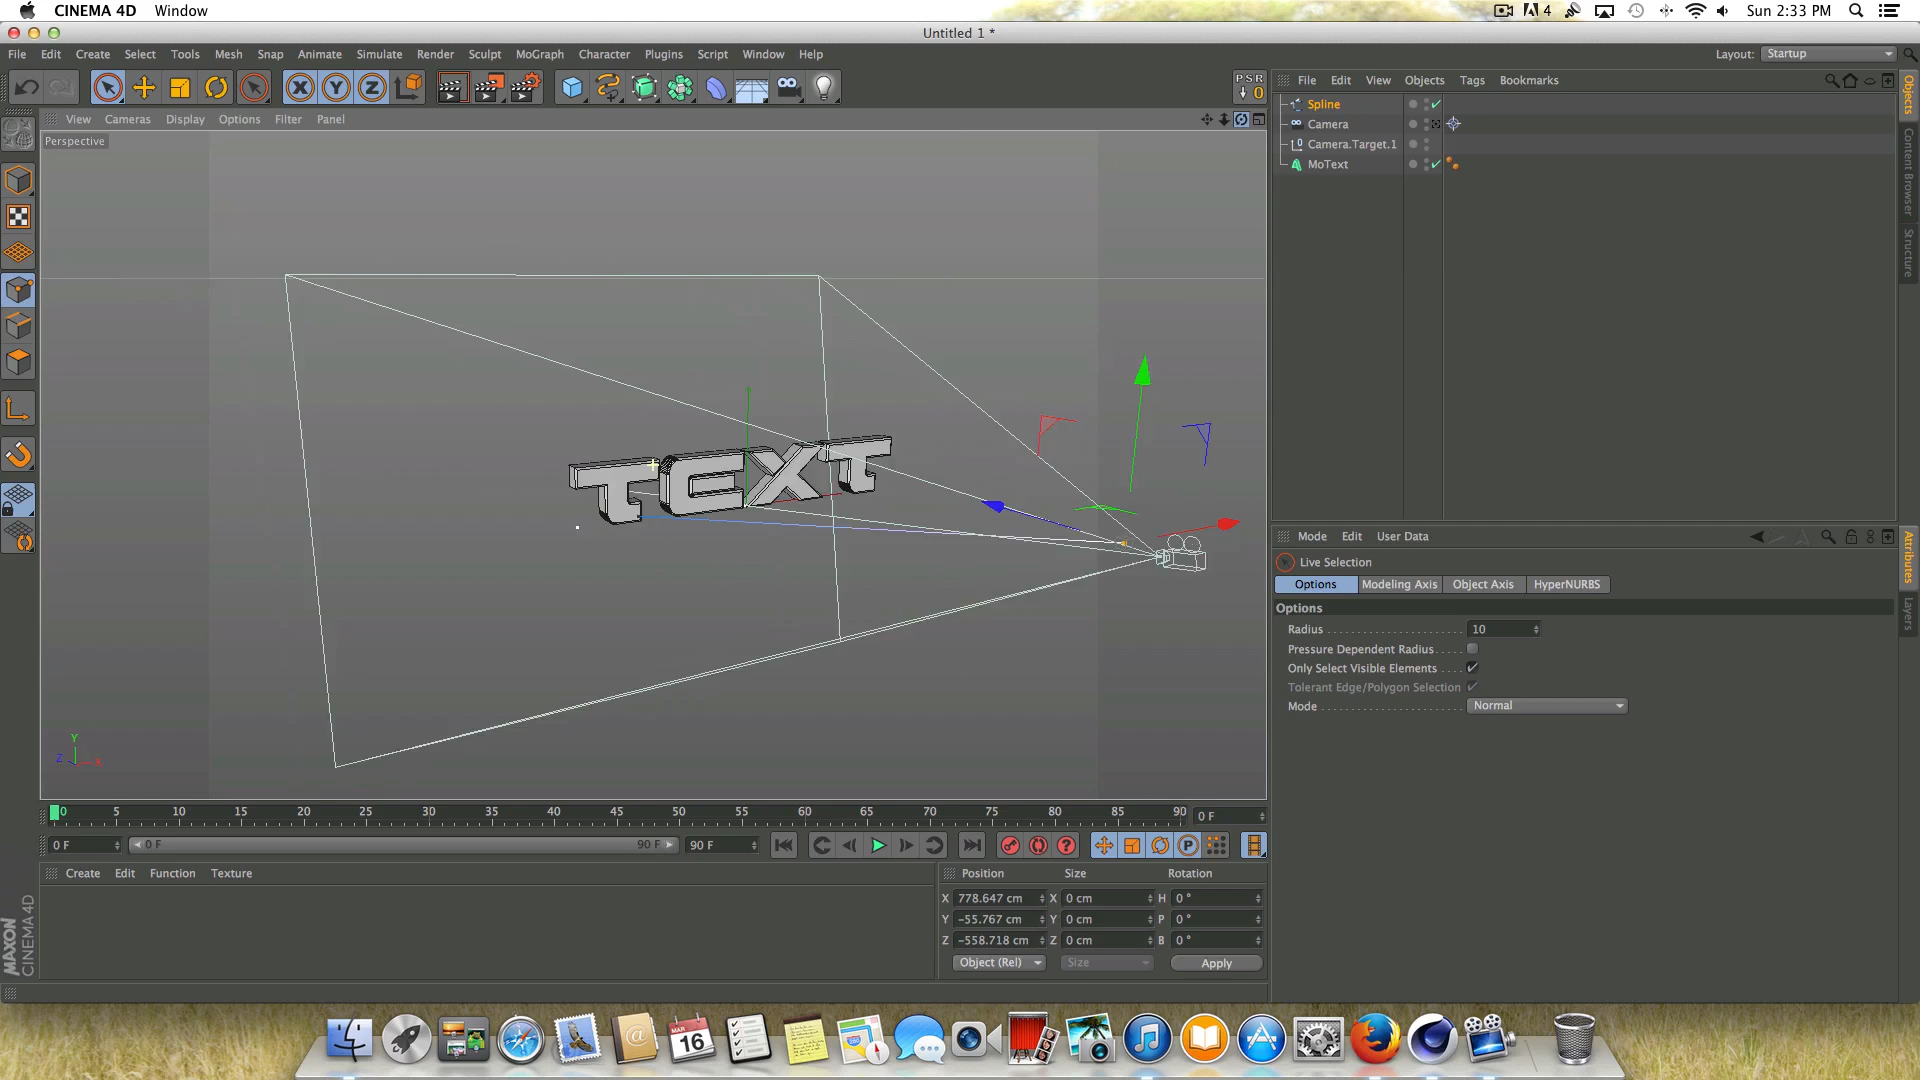 CINEMA 4D Window
4 Sun 2:33 PM
Untitled 1 *
File Edit Create Select Tools Mesh Snap Animate Simulate Render Sculpt MoGraph Character Plugins Script Window Help
Layout: Startup
X Y Z
PSR
0
File Edit View Objects Tags Bookmarks
View Cameras Display Options Filter Panel
Perspective
Spline
Camera
Camera.Target.1
MoText
Objects
Content Browser
Structure
TEXT
Mode Edit User Data
Live Selection
Options Modeling Axis Object Axis HyperNURBS
Options
Radius 10
Pressure Dependent Radius
Only Select Visible Elements
Tolerant Edge/Polygon Selection
Mode Normal
Attributes
Layers
Y
Z X
0 5 10 15 20 25 30 35 40 45 50 55 60 65 70 75 80 85 90 0 F
0 F 0 F 90 F 90 F
P
Create Edit Function Texture
Position Size Rotation
X 778.647 cm X 0 cm H 0 °
Y -55.767 cm Y 0 cm P 0 °
Z -558.718 cm Z 0 cm B 0 °
Object (Rel) Size Apply
MAXON
CINEMA 4D
MAR
16